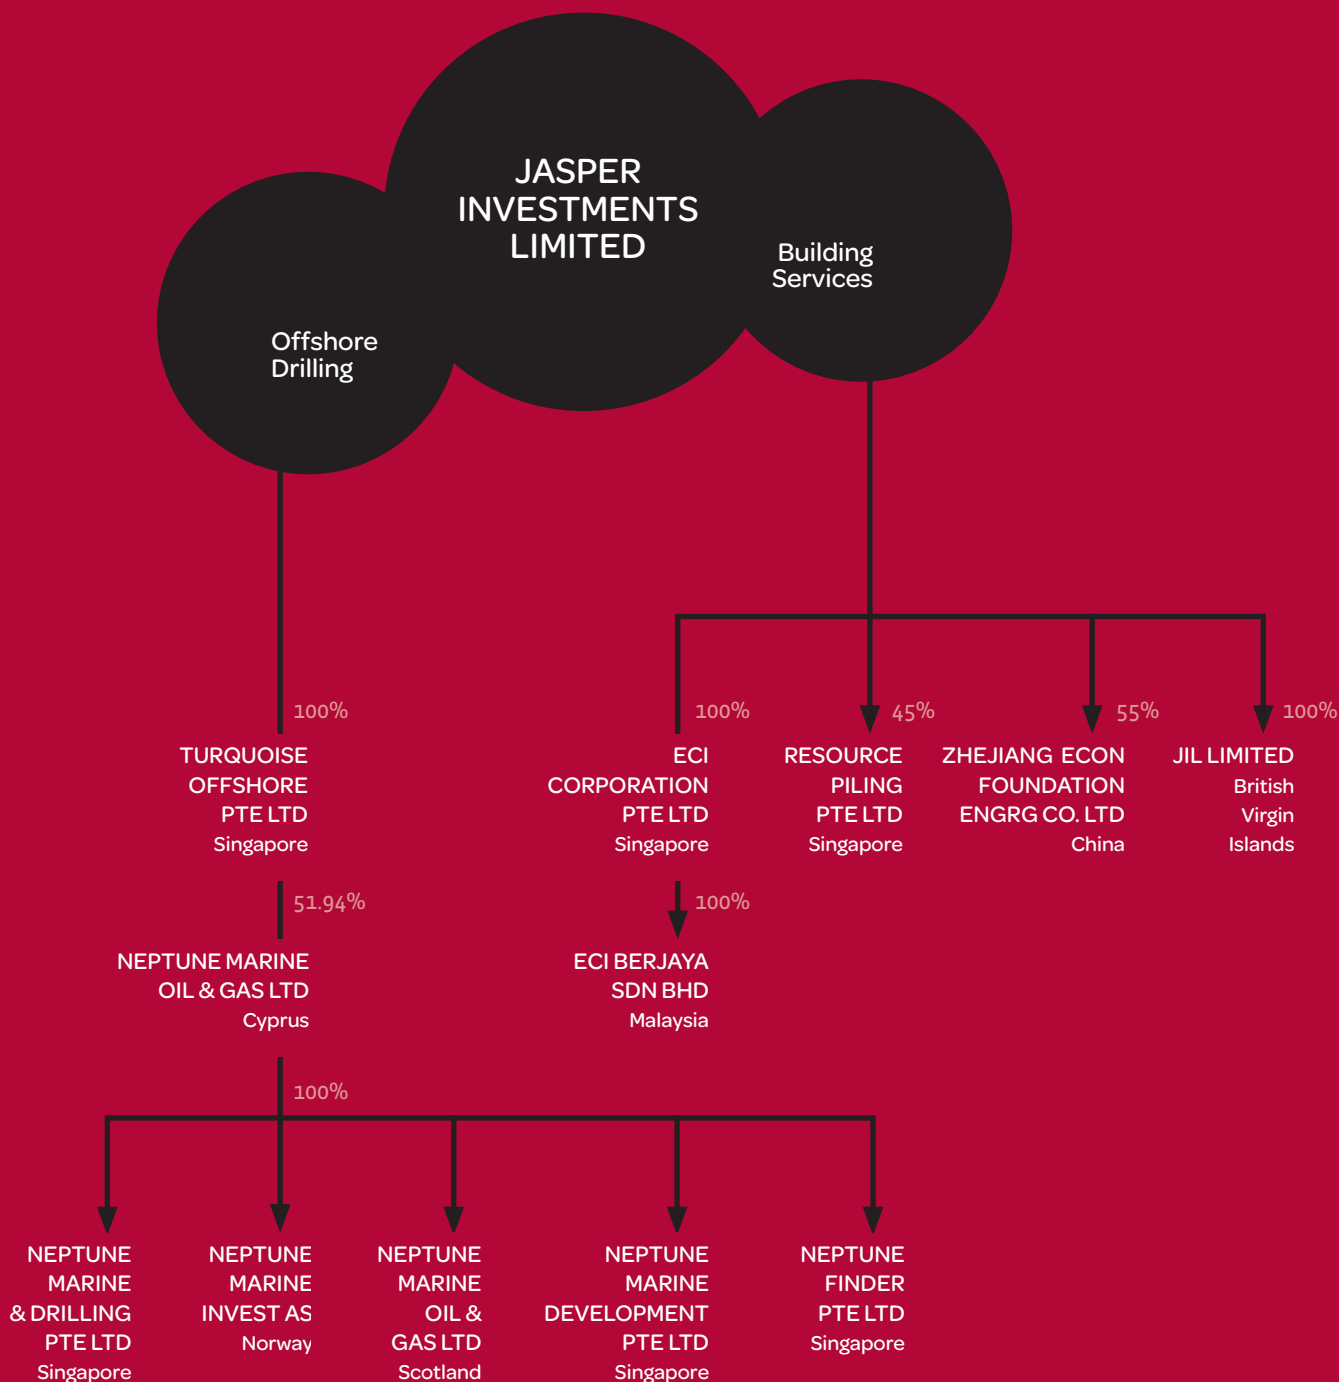 JASPER
INVESTMENTS
LIMITED
Building
Services
Offshore
Drilling
100%
TURQUOISE
OFFSHORE
PTE LTD
Singapore
100%
ECI
CORPORATION
PTE LTD
Singapore
45%
RESOURCE
PILING
PTE LTD
Singapore
55%
ZHEJIANG ECON
FOUNDATION
ENGRG CO. LTD
China
100%
JIL LIMITED
British
Virgin
Islands
51.94%
NEPTUNE MARINE
OIL & GAS LTD
Cyprus
100%
ECI BERJAYA
SDN BHD
Malaysia
100%
NEPTUNE
MARINE
& DRILLING
PTE LTD
Singapore
NEPTUNE
MARINE
INVEST AS
Norway
NEPTUNE
MARINE
OIL &
GAS LTD
Scotland
NEPTUNE
MARINE
DEVELOPMENT
PTE LTD
Singapore
NEPTUNE
FINDER
PTE LTD
Singapore